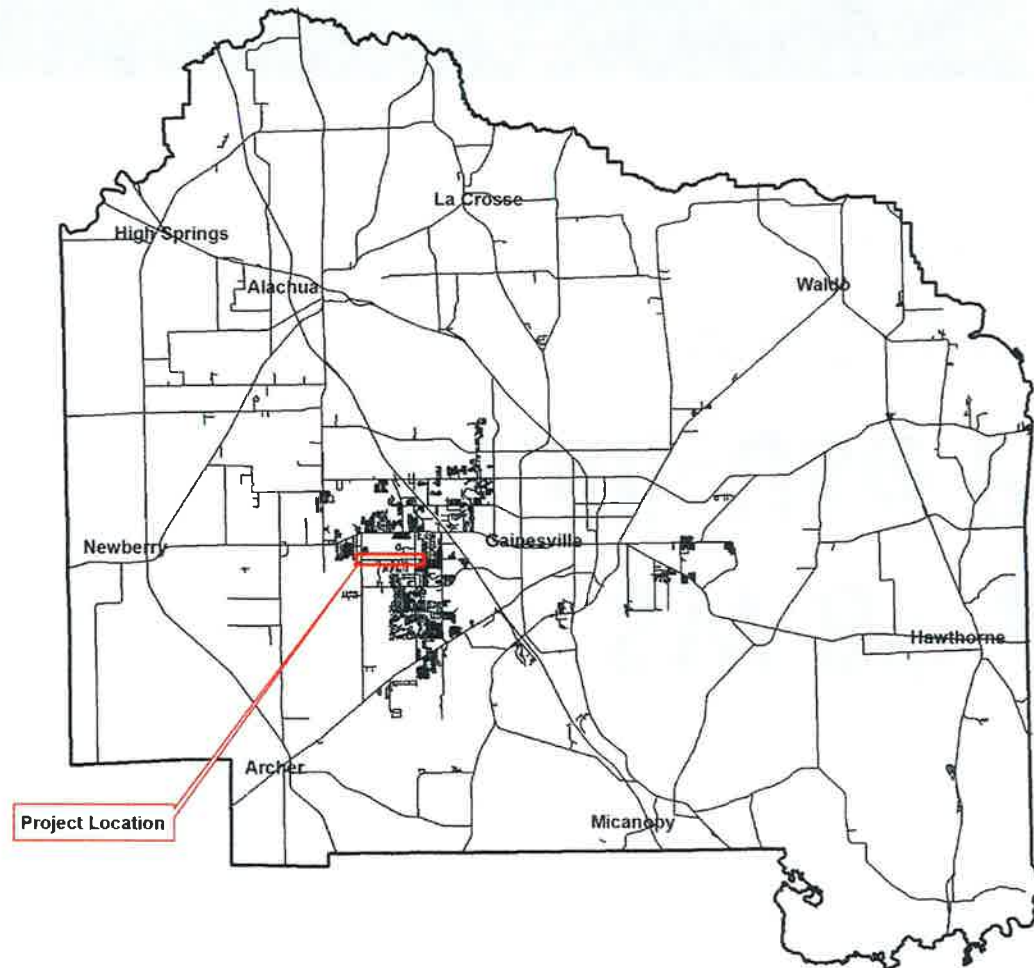 La Crosse
High Springs
Alachua
Waldo
Newberry
Gainesville
Hawthorne
Archer
Project Location
Micanopy